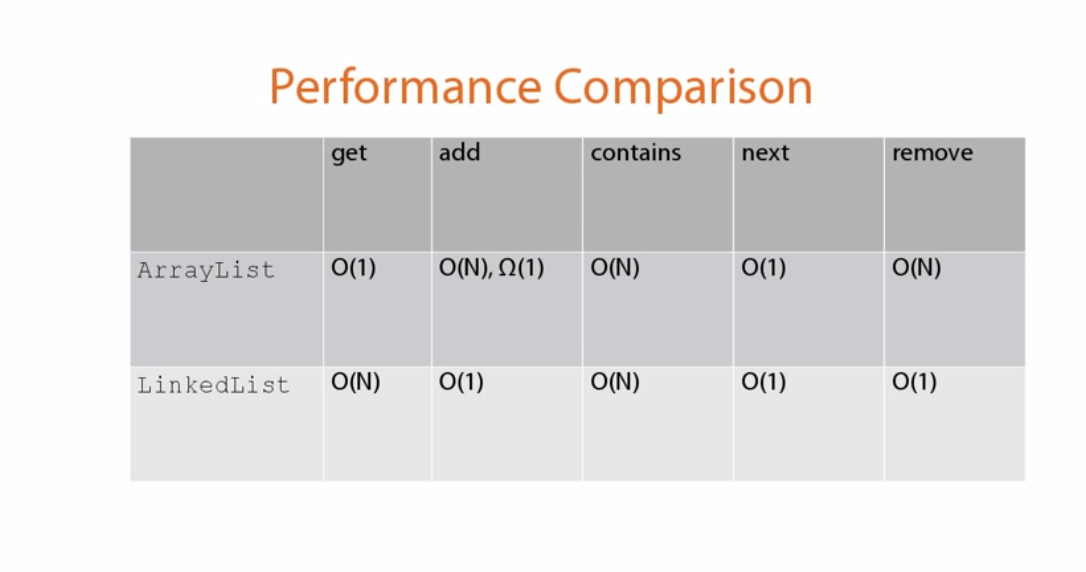 Performance Comparison
get add contains next remove
ArrayList O(1) O(N), Ω(1) O(N) O(1) O(N)
LinkedList O(N) O(1) O(N) O(1) O(1)